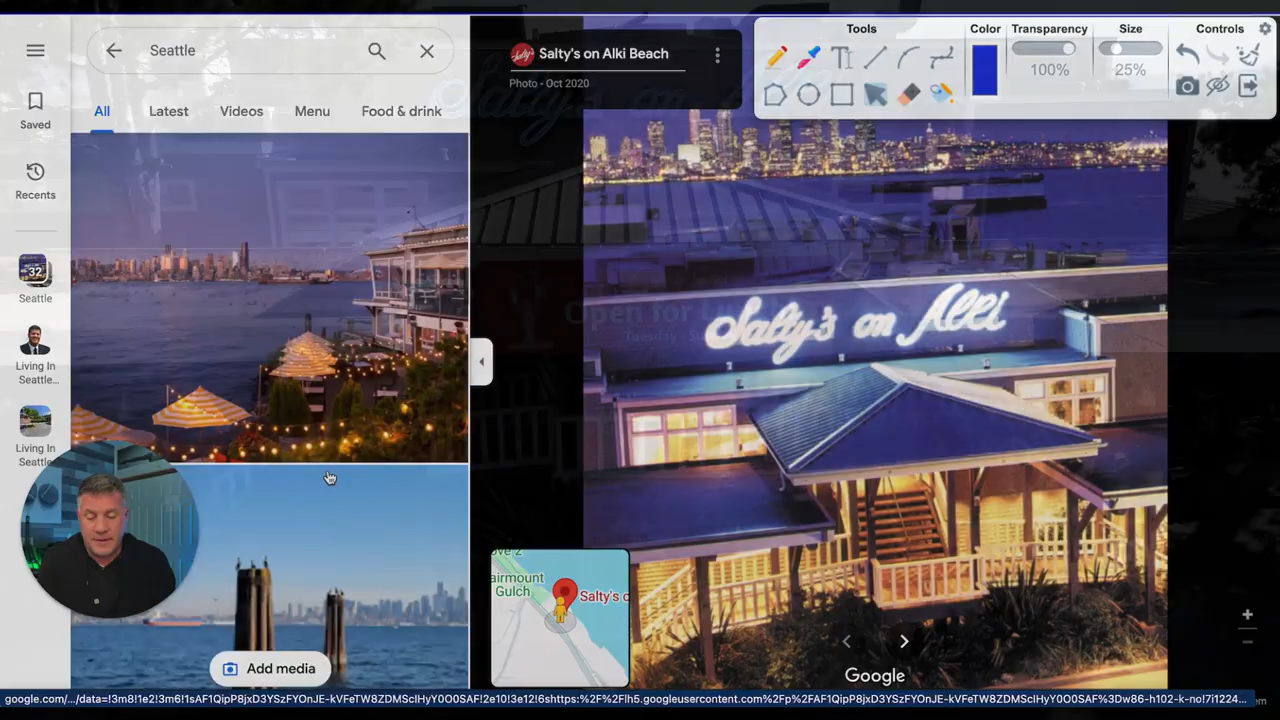 Seattle
All Latest Videos Menu Food & drink
Saved
Recents
32
Seattle
Living In
Seattle...
Living In
Seattle
Add media
Salty's on Alki Beach
Photo - Oct 2020
Tools Color Transparency Size Controls
100% 25%
Open for
Tuesday
Salty's on Alki
airmount
Gulch
Salty's o
Google
google.com/.../data=!3m8!1e2!3m6!1sAF1QipP8jxD3YSzFYOnJE-kVFeTW8ZDMSclHyY0O0SAF!2e10!3e12!6shttps:%2F%2Flh5.googleusercontent.com%2Fp%2FAF1QipP8jxD3YSzFYOnJE-kVFeTW8ZDMSclHyY0O0SAF%3Dw86-h102-k-no!7i1224...